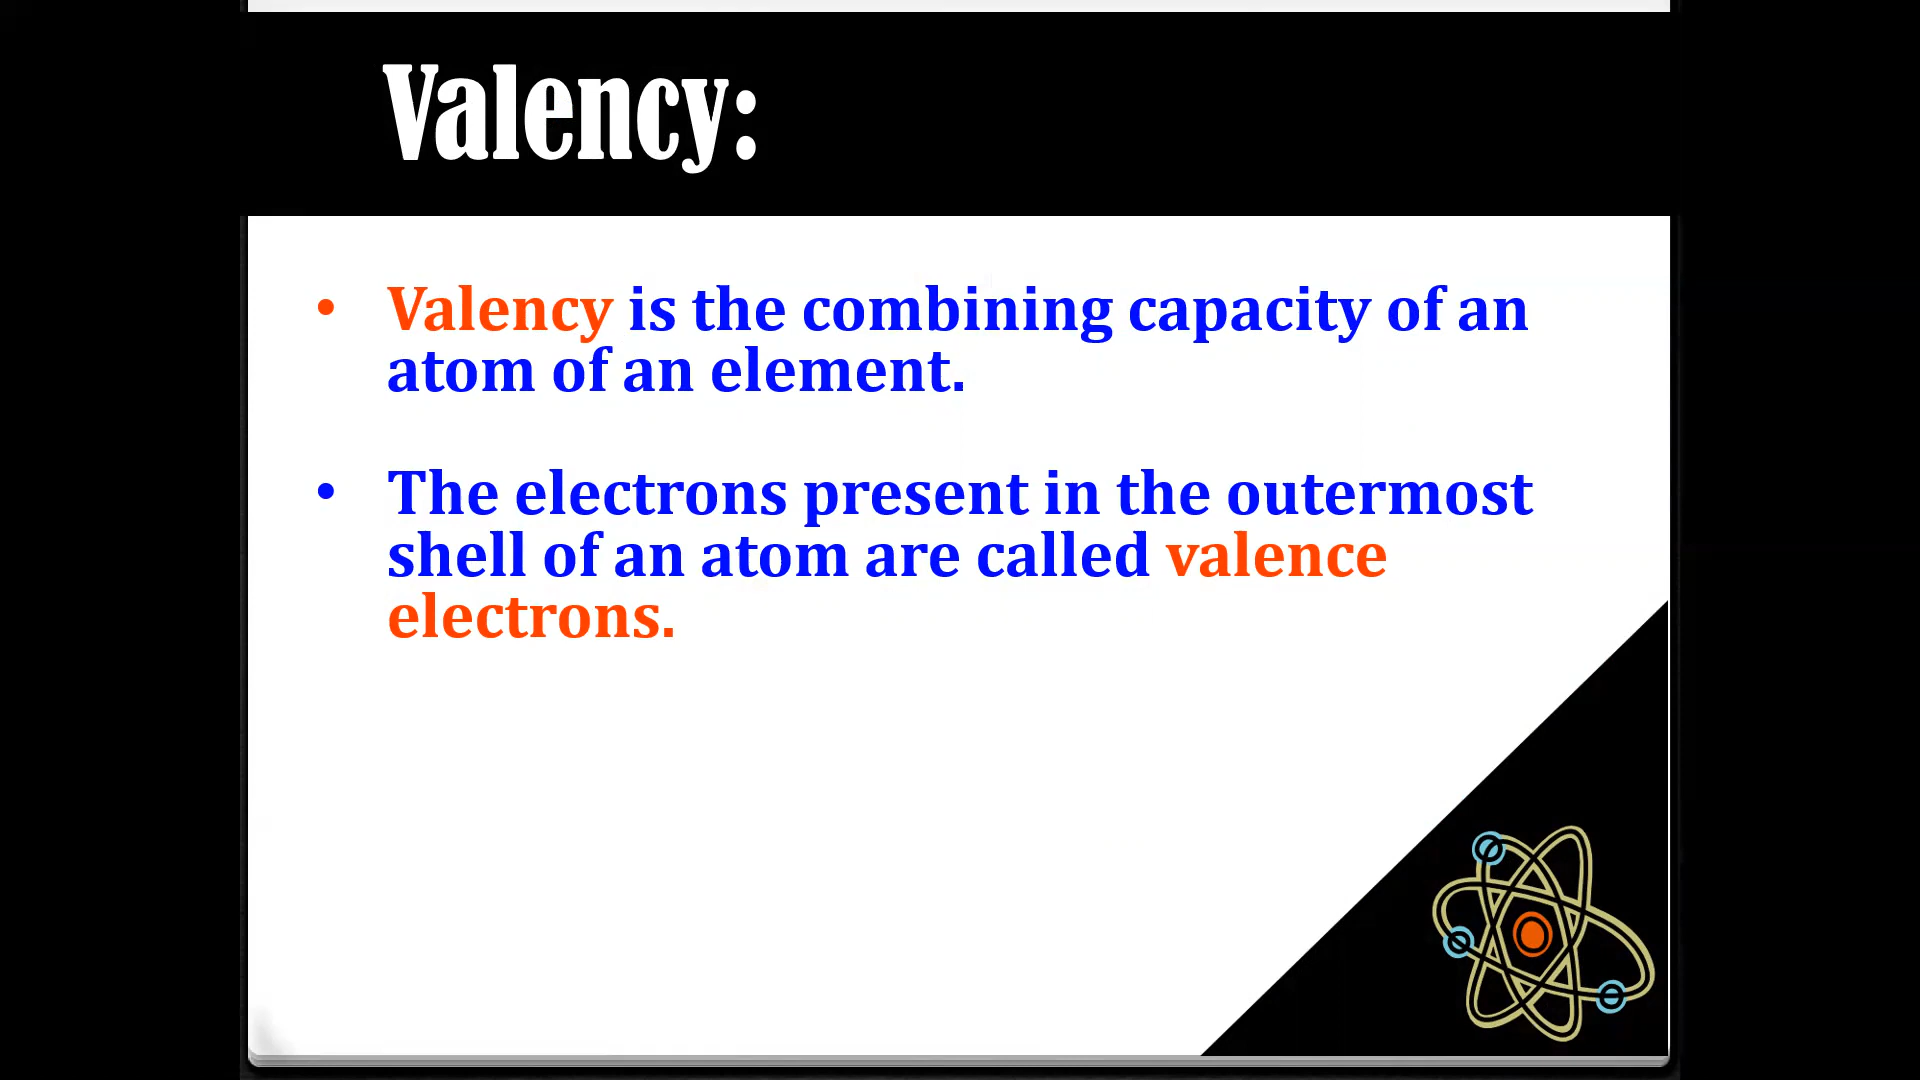 Valency:
• Valency is the combining capacity of an
atom of an element.
• The electrons present in the outermost
shell of an atom are called valence
electrons.